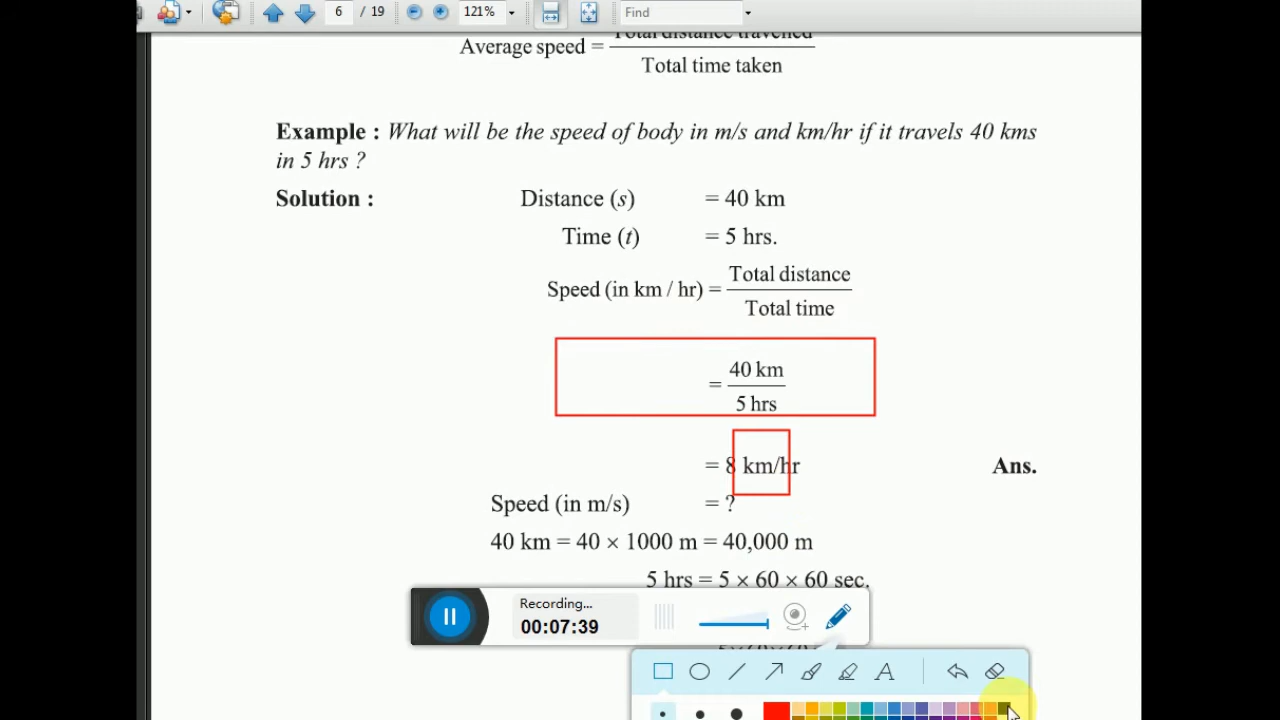 6 / 19 121% Find
Total distance travelled
Average speed =
Total time taken
Example : What will be the speed of body in m/s and km/hr if it travels 40 kms
in 5 hrs ?
Solution : Distance (s) = 40 km
Time (t) = 5 hrs.
Total distance
Speed (in km / hr) =
Total time
40 km
=
5 hrs
= 8 km/hr Ans.
Speed (in m/s) = ?
40 km = 40 × 1000 m = 40,000 m
5 hrs = 5 × 60 × 60 sec.
Recording...
00:07:39
A